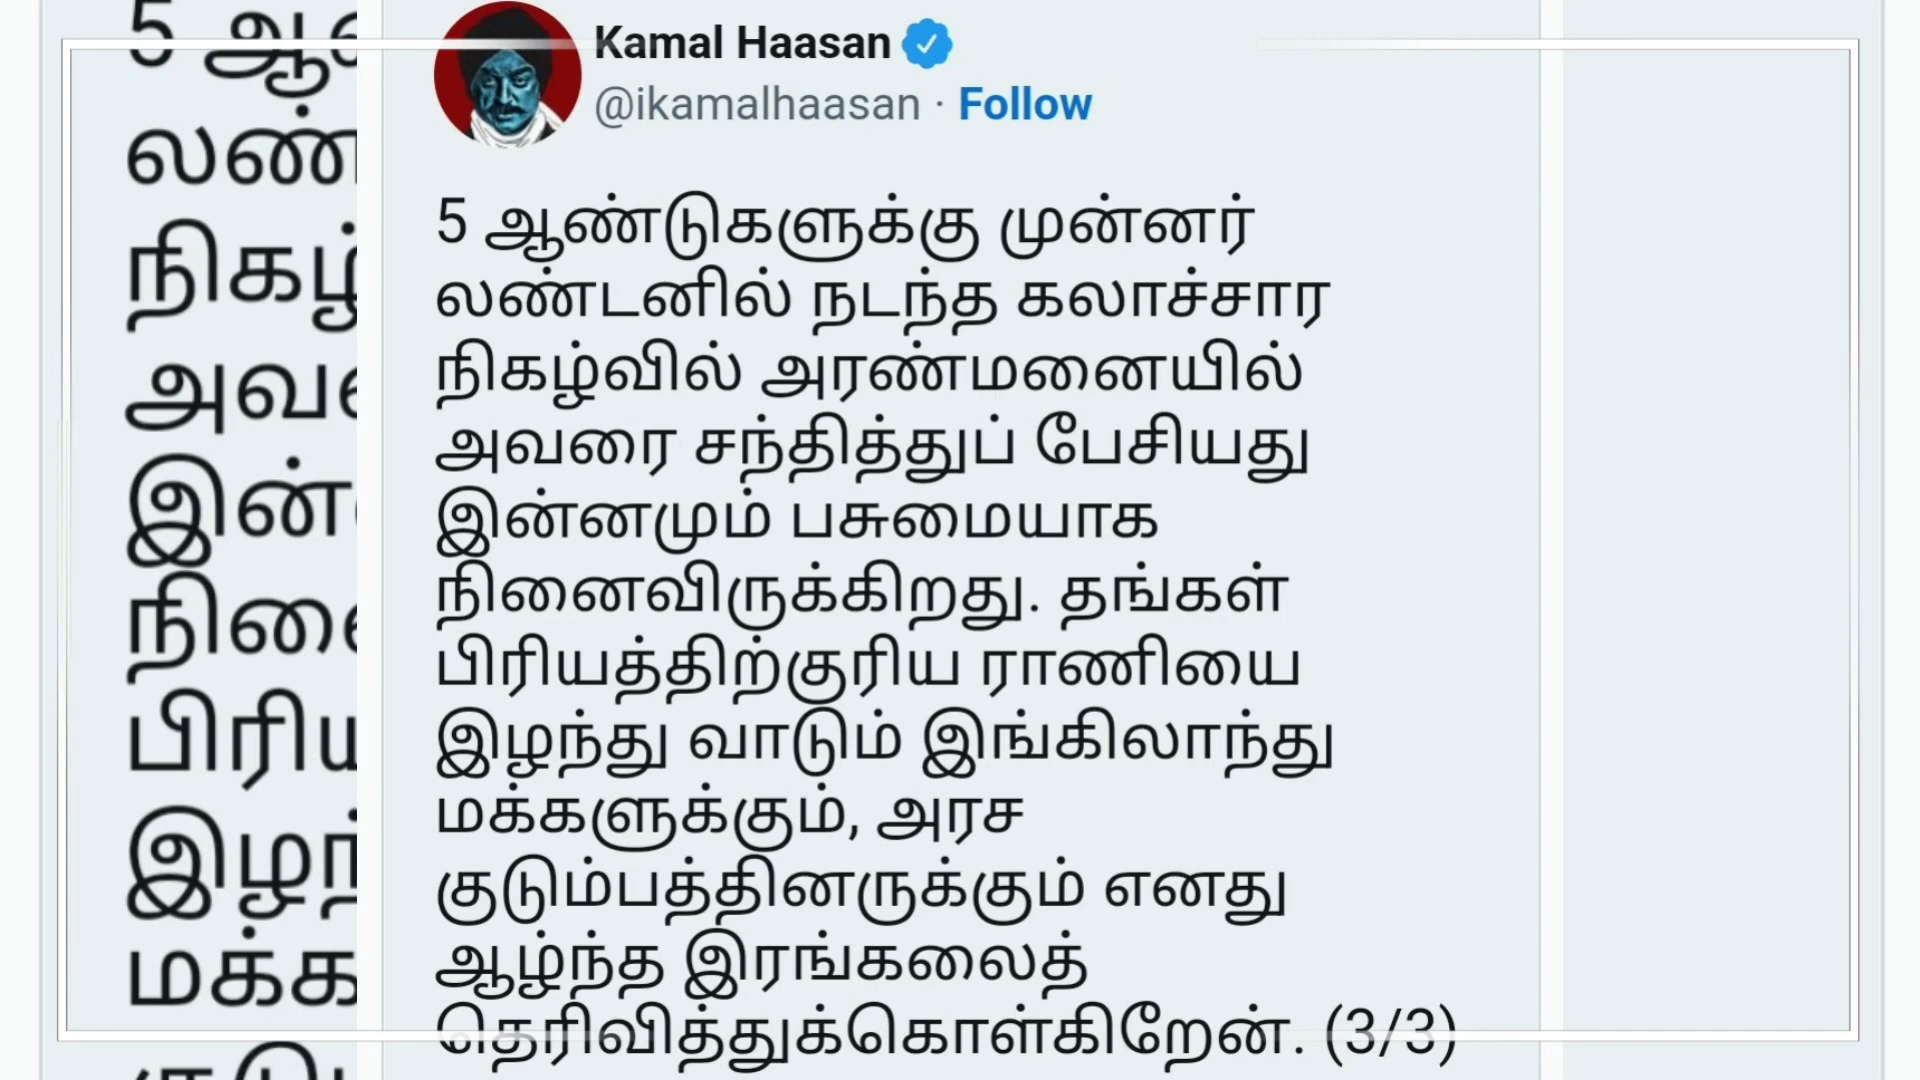 Kamal Haasan
@ikamalhaasan · Follow
5 ஆண்டுகளுக்கு முன்னர்
லண்டனில் நடந்த கலாச்சார
நிகழ்வில் அரண்மனையில்
அவரை சந்தித்துப் பேசியது
இன்னமும் பசுமையாக
நினைவிருக்கிறது. தங்கள்
பிரியத்திற்குரிய ராணியை
இழந்து வாடும் இங்கிலாந்து
மக்களுக்கும், அரச
குடும்பத்தினருக்கும் எனது
ஆழ்ந்த இரங்கலைத்
தெரிவித்துக்கொள்கிறேன். (3/3)